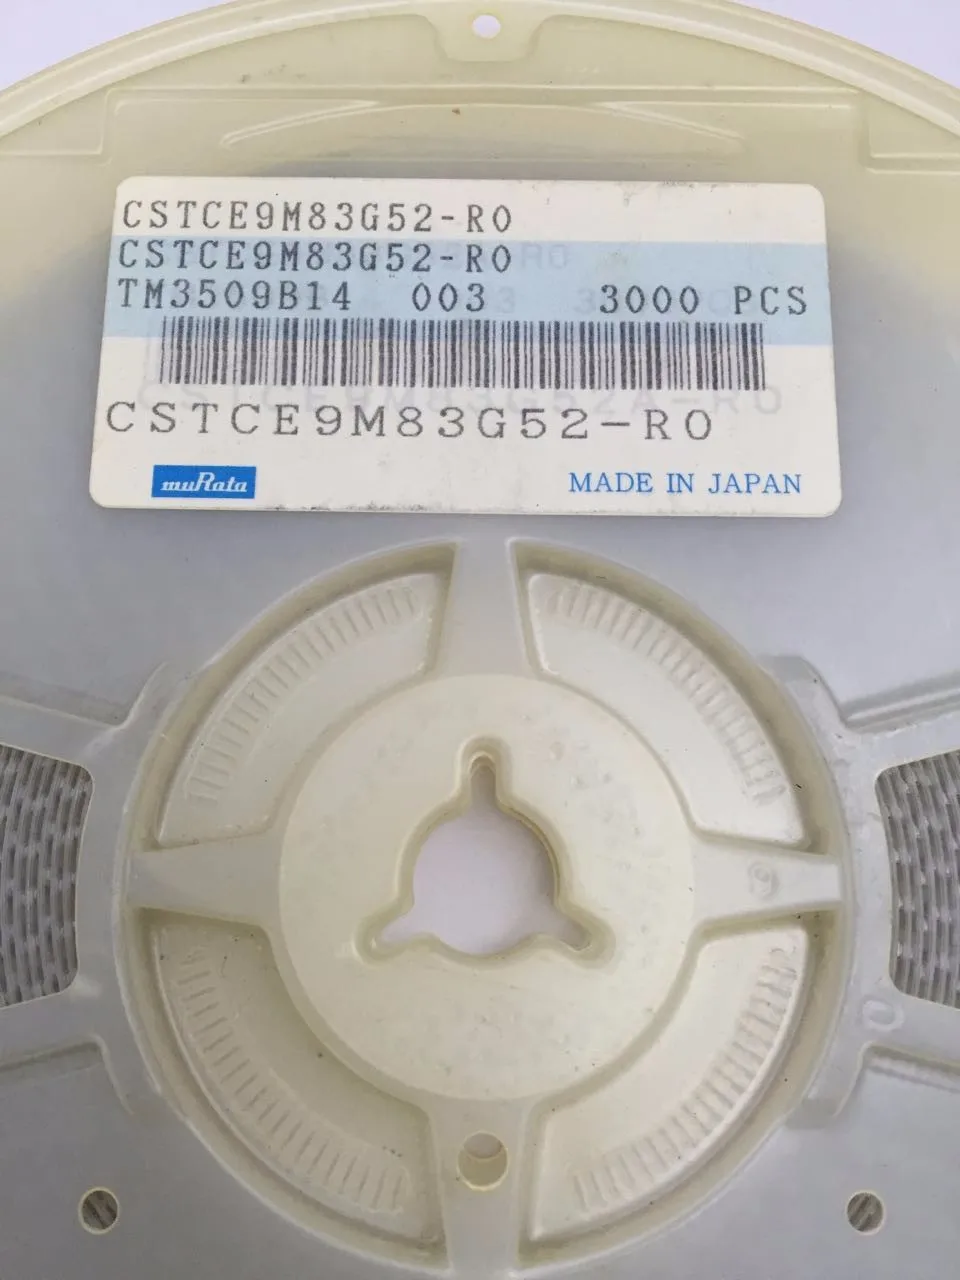 CSTCE9M83G52-R0
CSTCE9M83G52-R0
TM3509B14 003 3000 PCS
CSTCE9M83G52-R0
muRata MADE IN JAPAN